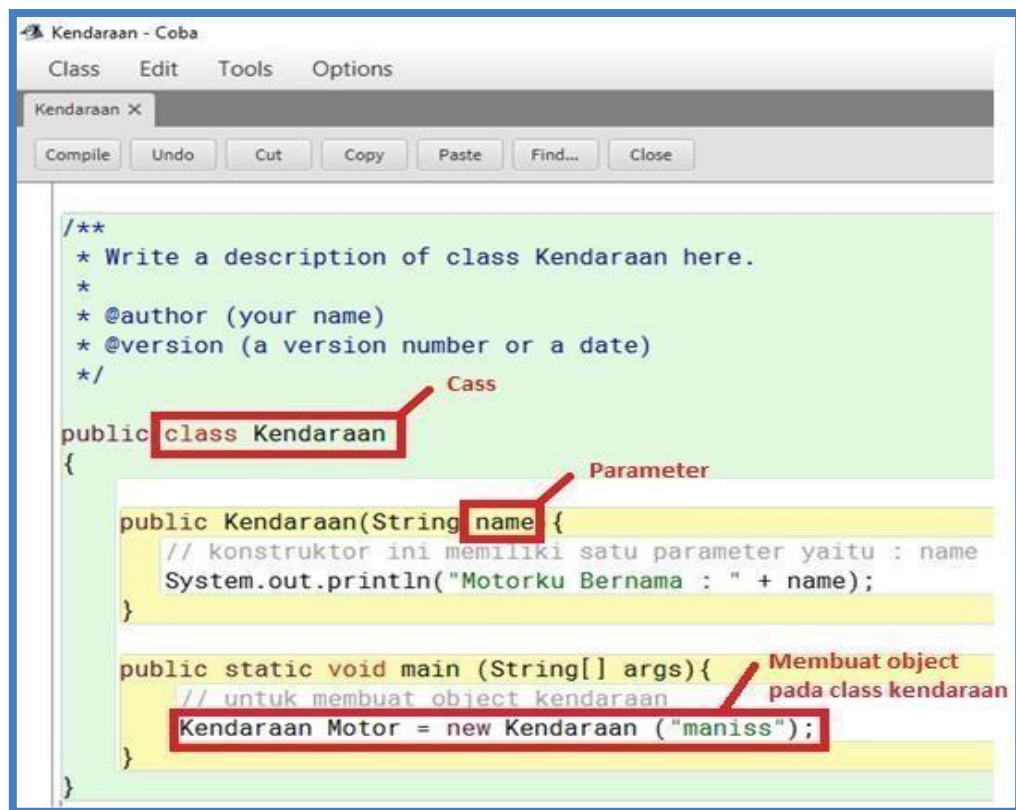 Kendaraan - Coba
Class Edit Tools Options
Kendaraan X
Compile Undo Cut Copy Paste Find... Close
/**
* Write a description of class Kendaraan here.
*
* @author (your name)
* @version (a version number or a date)
*/
Cass
public class Kendaraan
{
Parameter
public Kendaraan(String name {
// konstruktor ini memiliki satu parameter yaitu : name
System.out.println("Motorku Bernama : " + name);
}
public static void main (String[] args){
Membuat object
pada class kendaraan
// untuk membuat object kendaraan
Kendaraan Motor = new Kendaraan ("maniss");
}
}